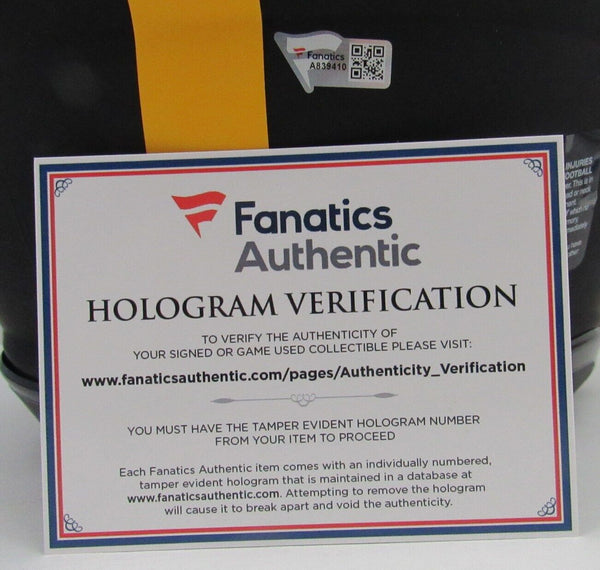 Fanatics
A839410
INJURIES
FOOTBALL
Fanatics
Authentic
HOLOGRAM VERIFICATION
TO VERIFY THE AUTHENTICITY OF
YOUR SIGNED OR GAME USED COLLECTIBLE PLEASE VISIT:
www.fanaticsauthentic.com/pages/Authenticity_Verification
YOU MUST HAVE THE TAMPER EVIDENT HOLOGRAM NUMBER
FROM YOUR ITEM TO PROCEED
Each Fanatics Authentic item comes with an individually numbered,
tamper evident hologram that is maintained in a database at
www.fanaticsauthentic.com. Attempting to remove the hologram
will cause it to break apart and void the authenticity.